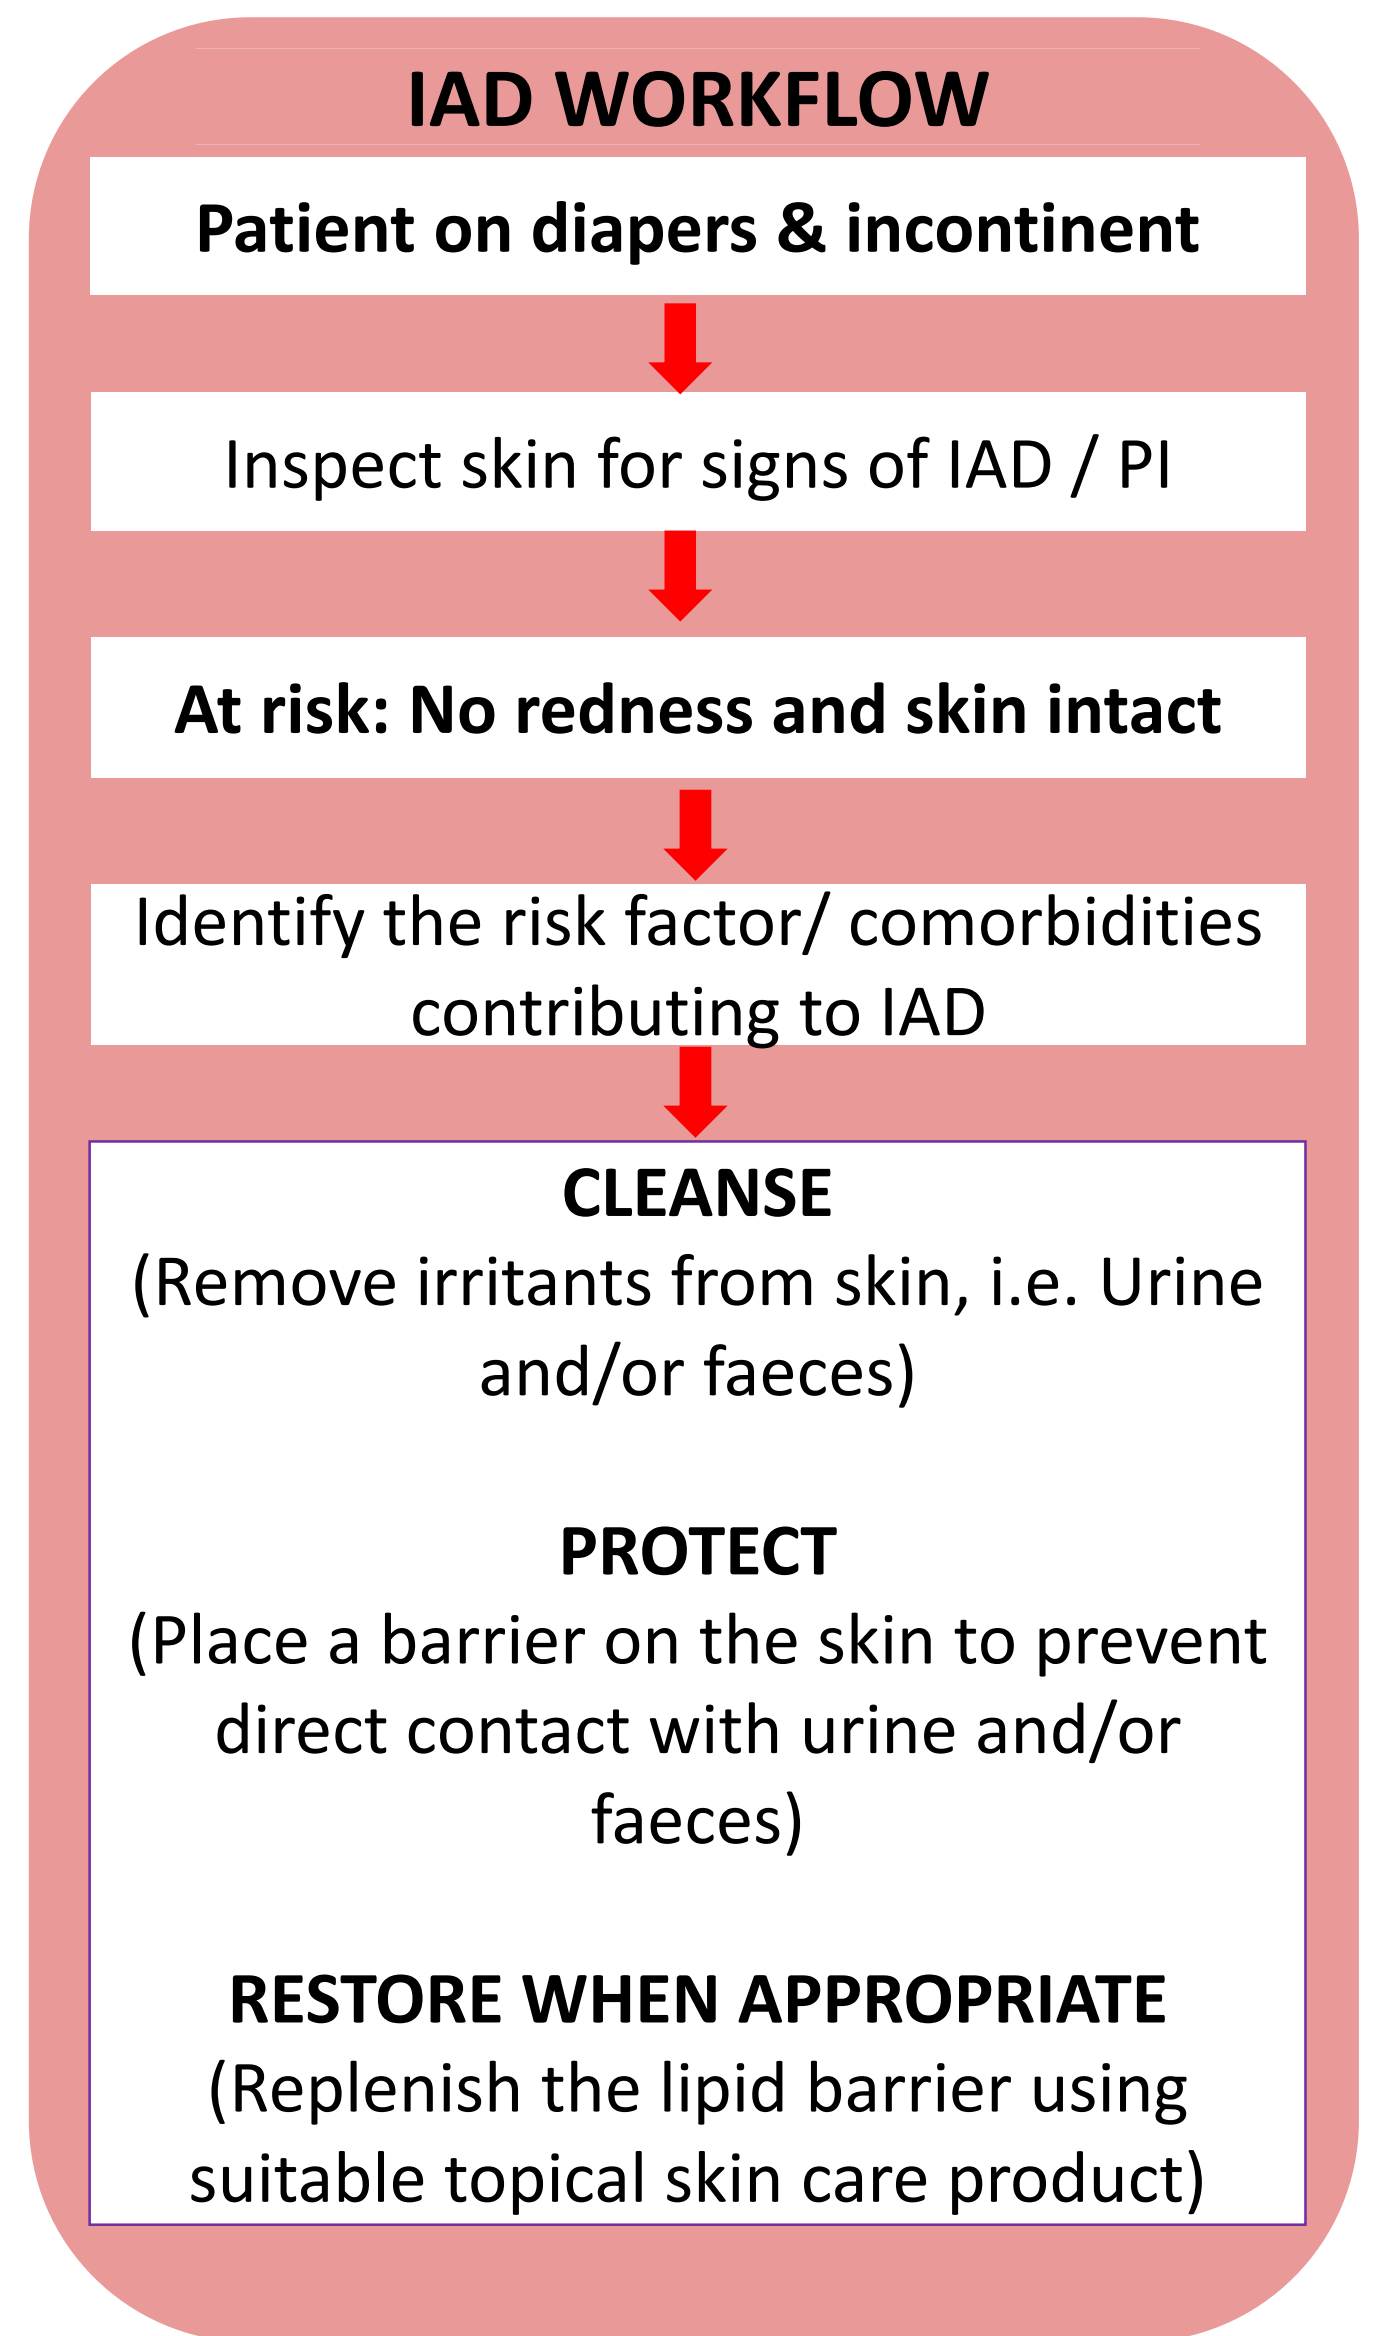 IAD WORKFLOW
Patient on diapers & incontinent
Inspect skin for signs of IAD / PI
At risk: No redness and skin intact
Identify the risk factor/ comorbidities
contributing to IAD
CLEANSE
(Remove irritants from skin, i.e. Urine
and/or faeces)
PROTECT
(Place a barrier on the skin to prevent
direct contact with urine and/or
faeces)
RESTORE WHEN APPROPRIATE
(Replenish the lipid barrier using
suitable topical skin care product)